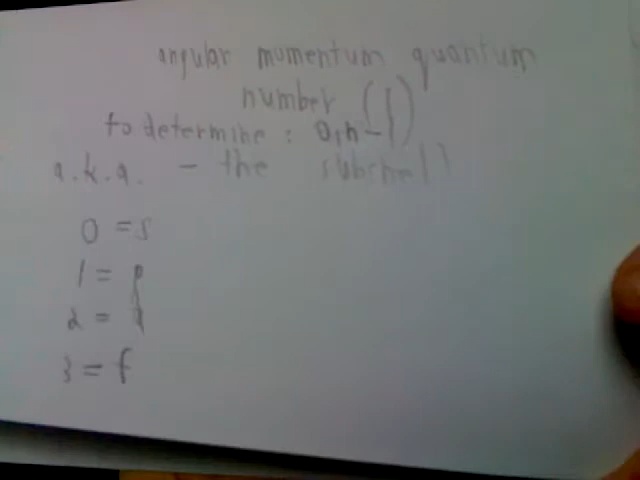 angular momentum quantum
number (l)
to determine: 0, n-1
a.k.a. - the subshell
0 = s
1 = p
2 = d
3 = f